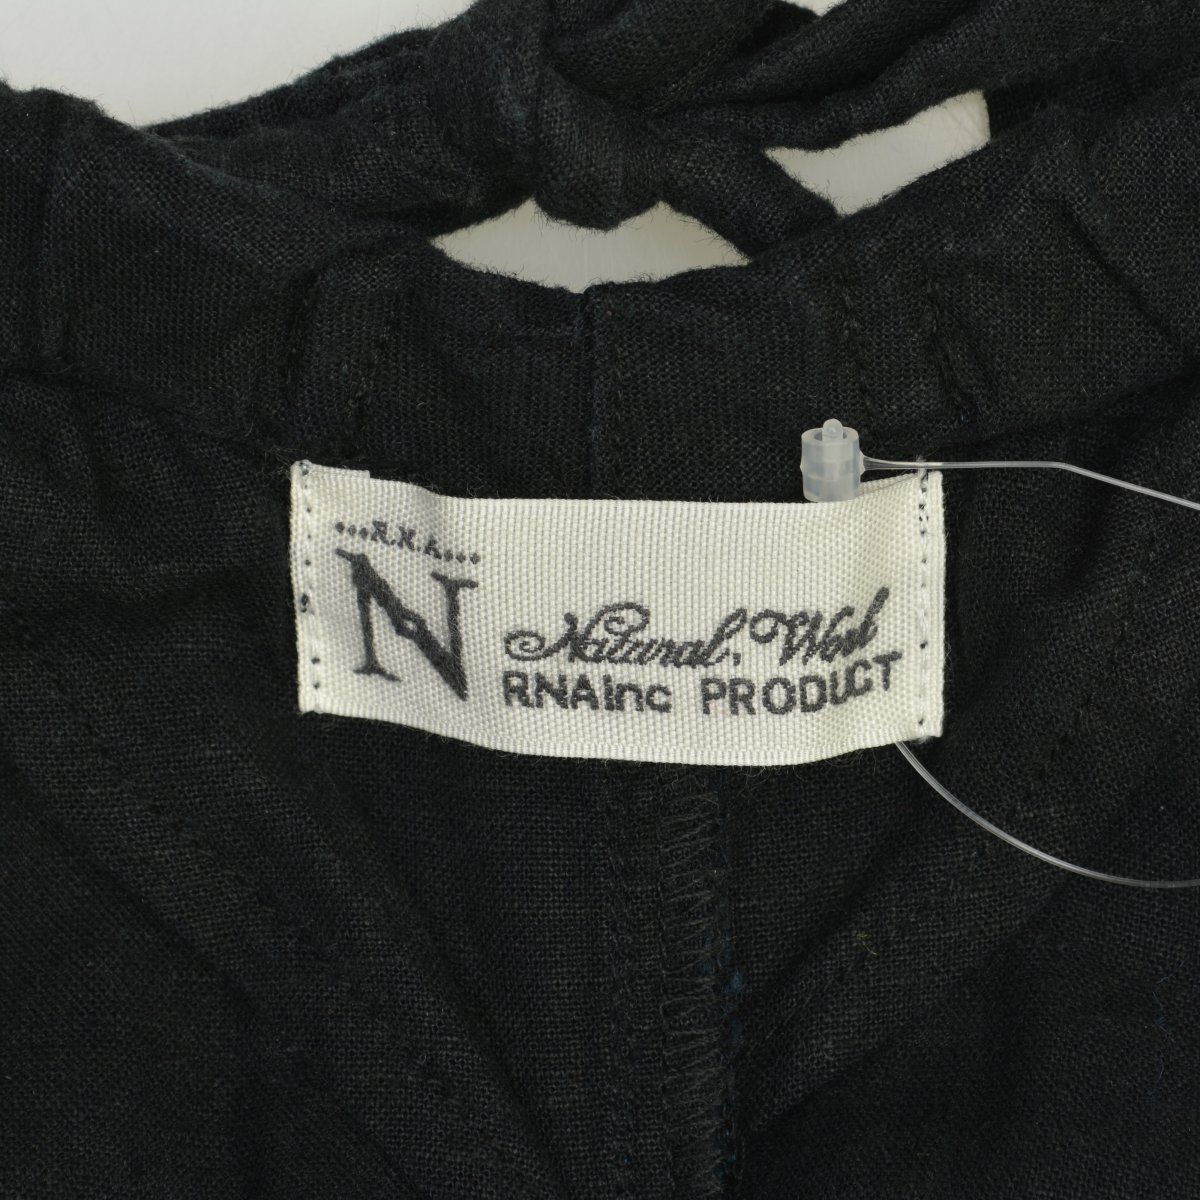 R.N.A
N
Natural, Work
RNAinc PRODUCT